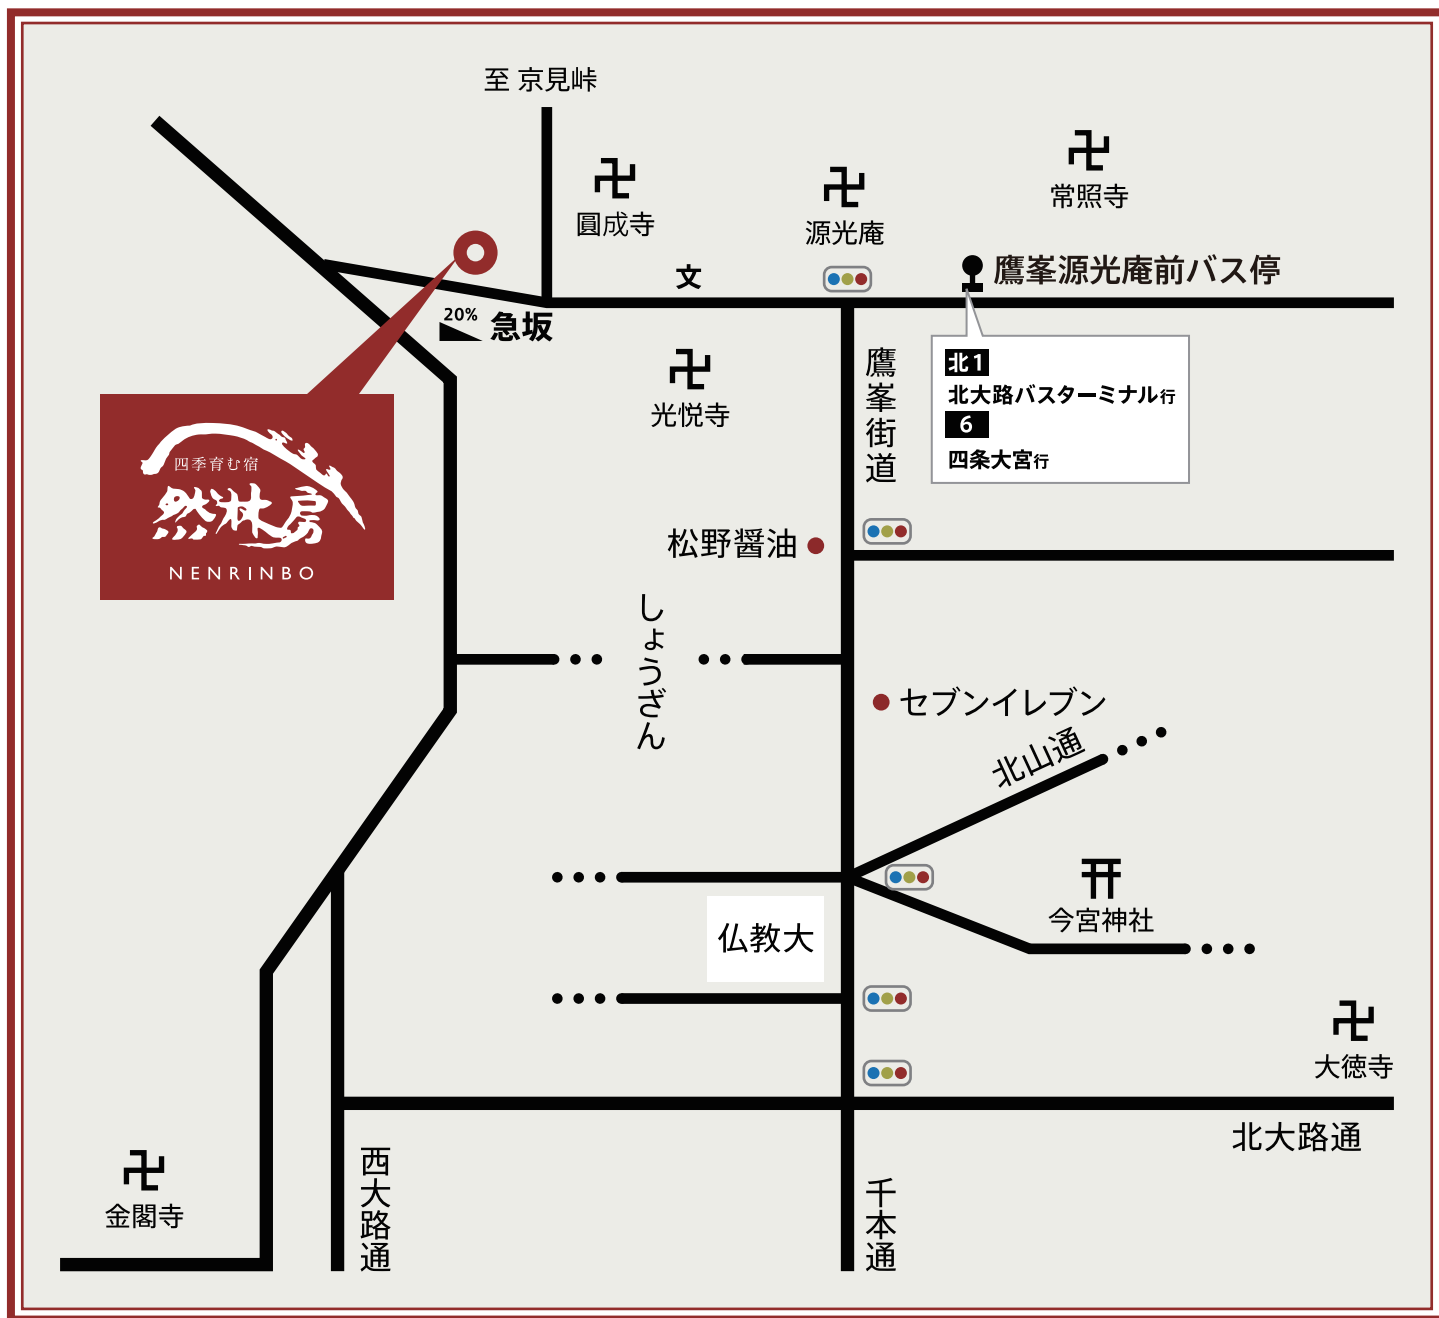 至 京見峠
圓成寺
源光庵
常照寺
文
鷹峯源光庵前バス停
20%
急坂
北1
北大路バスターミナル行
6
四条大宮行
光悦寺
鷹峯街道
四季育む宿
然林房
NENRINBO
松野醤油
しょうざん
セブンイレブン
北山通
今宮神社
仏教大
大徳寺
北大路通
西大路通
千本通
金閣寺